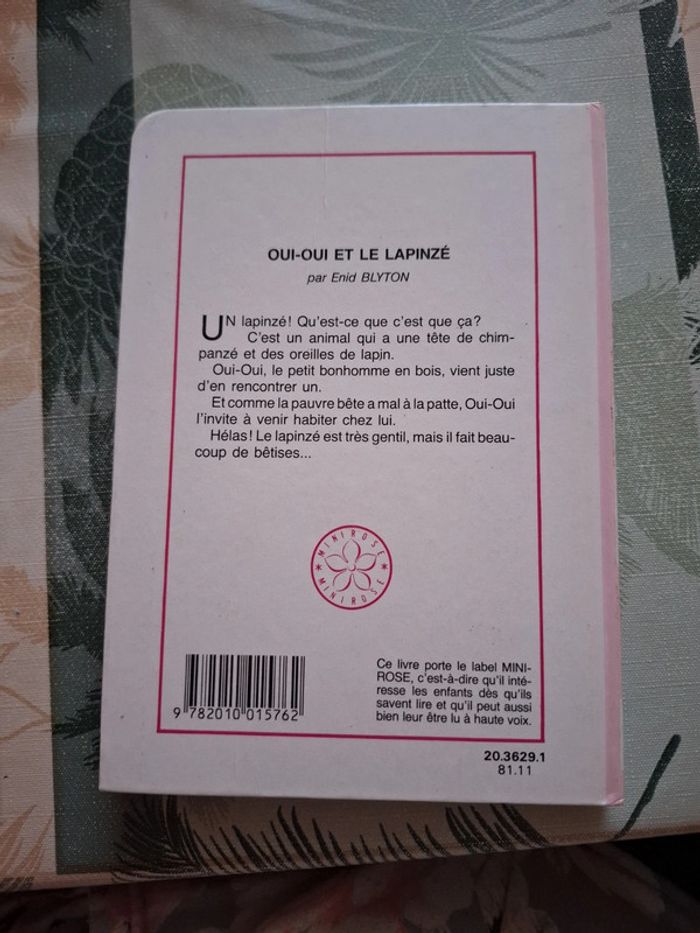 OUI-OUI ET LE LAPINZÉ
par Enid BLYTON
UN lapinzé! Qu'est-ce que c'est que ça?
C'est un animal qui a une tête de chim-
panzé et des oreilles de lapin.
Oui-Oui, le petit bonhomme en bois, vient juste
d'en rencontrer un.
Et comme la pauvre bête a mal à la patte, Oui-Oui
l'invite à venir habiter chez lui.
Hélas! Le lapinzé est très gentil, mais il fait beau-
coup de bêtises...
MINIROSE
MINIROSE
Ce livre porte le label MINI-
ROSE, c'est-à-dire qu'il inté-
resse les enfants dès qu'ils
savent lire et qu'il peut aussi
bien leur être lu à haute voix.
9 782010 015762
20.3629.1
81.11